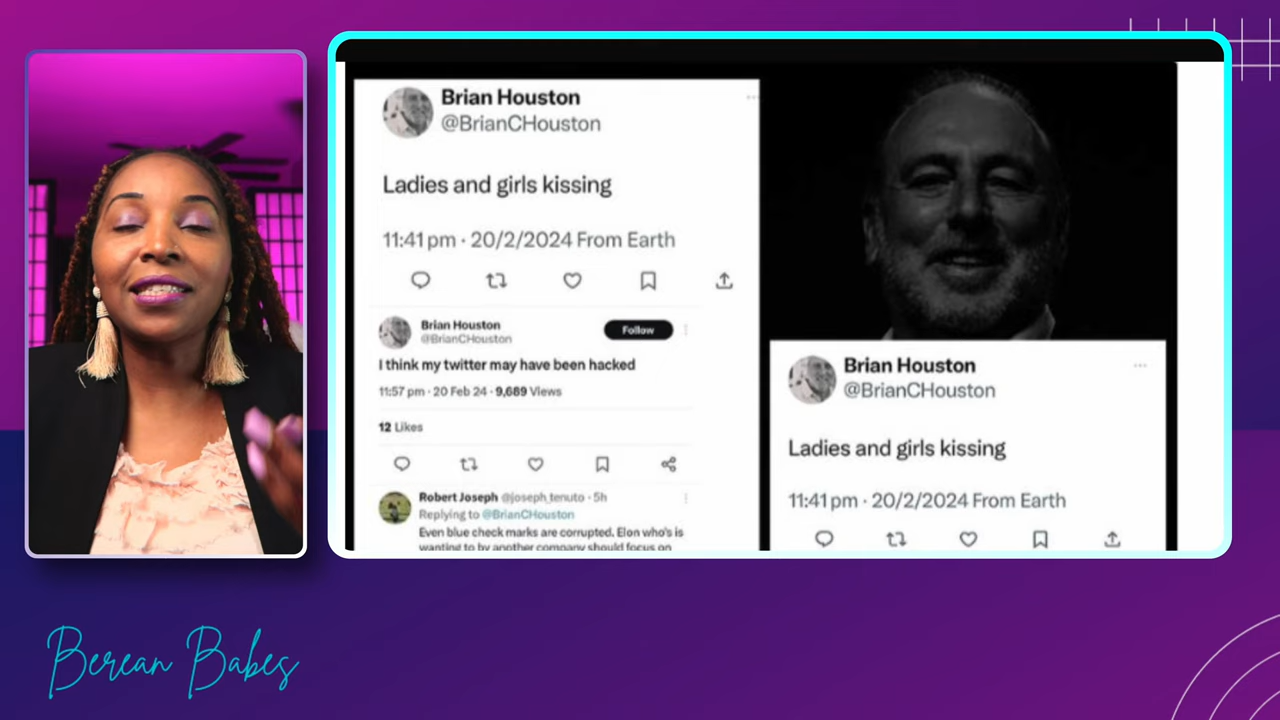 Brian Houston
@BrianCHouston
Ladies and girls kissing
11:41 pm · 20/2/2024 From Earth
Brian Houston
@BrianCHouston
Follow
I think my twitter may have been hacked
11:57 pm · 20 Feb 24 · 9,689 Views
12 Likes
Robert Joseph @joseph_tenuto · 5h
Replying to @BrianCHouston
Even blue check marks are corrupted. Elon who's is
wanting to by another company should focus on
Brian Houston
@BrianCHouston
Ladies and girls kissing
11:41 pm · 20/2/2024 From Earth
Berean Babes